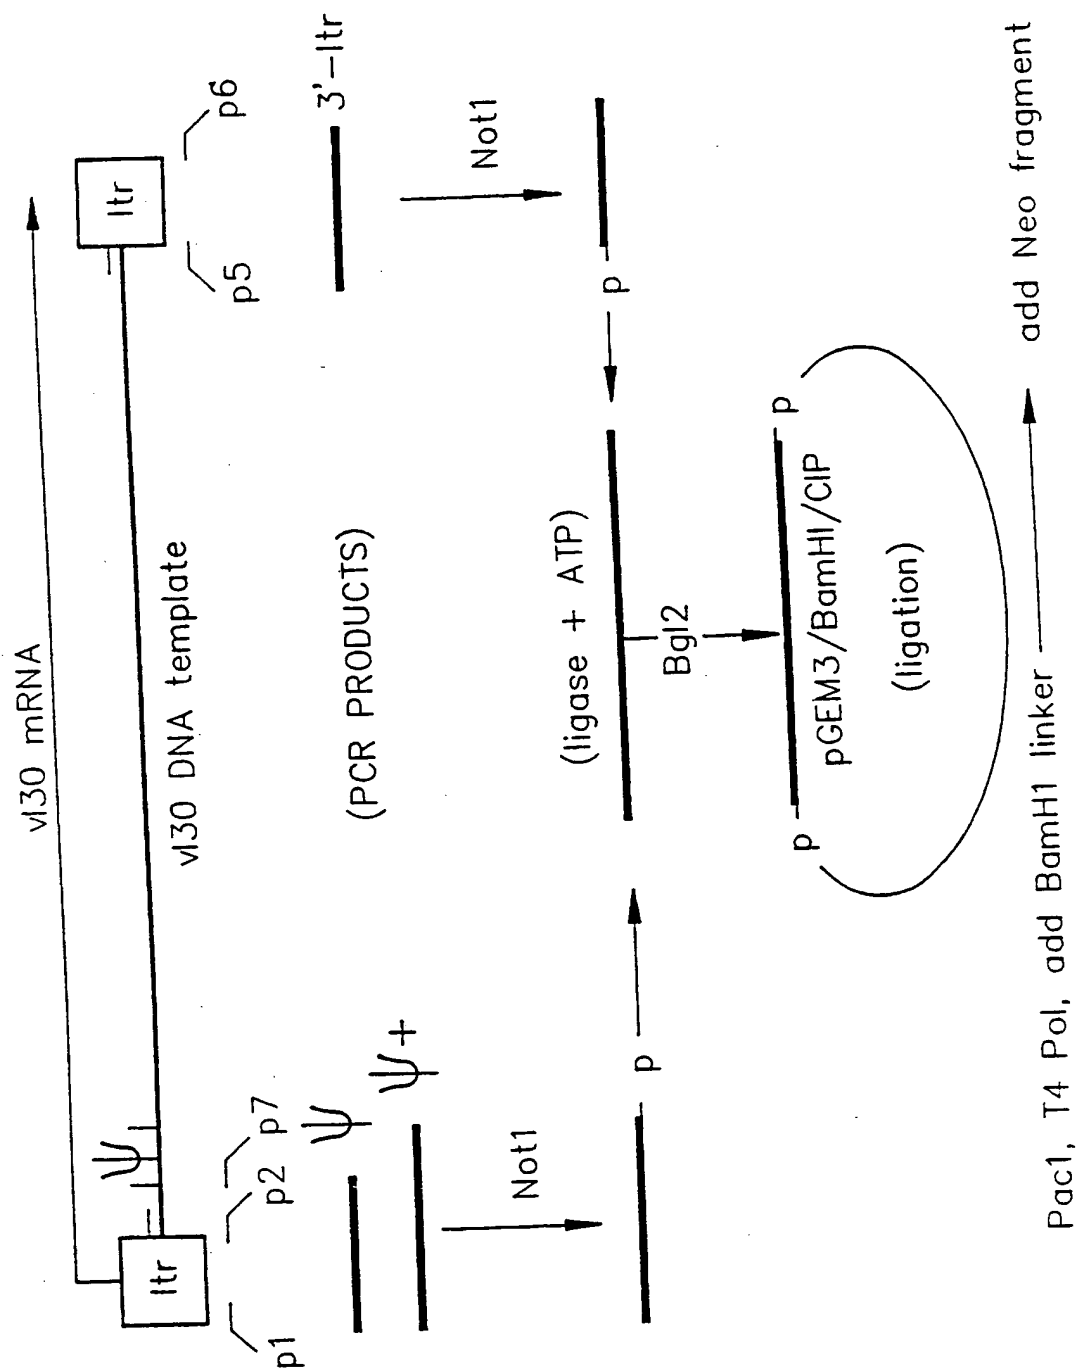 vl30 mRNA
ltr
Ψ
ltr
vl30 DNA template
p1
p2
p7
p5
p6
Ψ
Ψ+
(PCR PRODUCTS)
3'-ltr
Not1
Not1
p
(ligase + ATP)
p
Bgl2
p
p
pGEM3/BamHI/CIP
(ligation)
Pac1, T4 Pol, add BamH1 linker
add Neo fragment